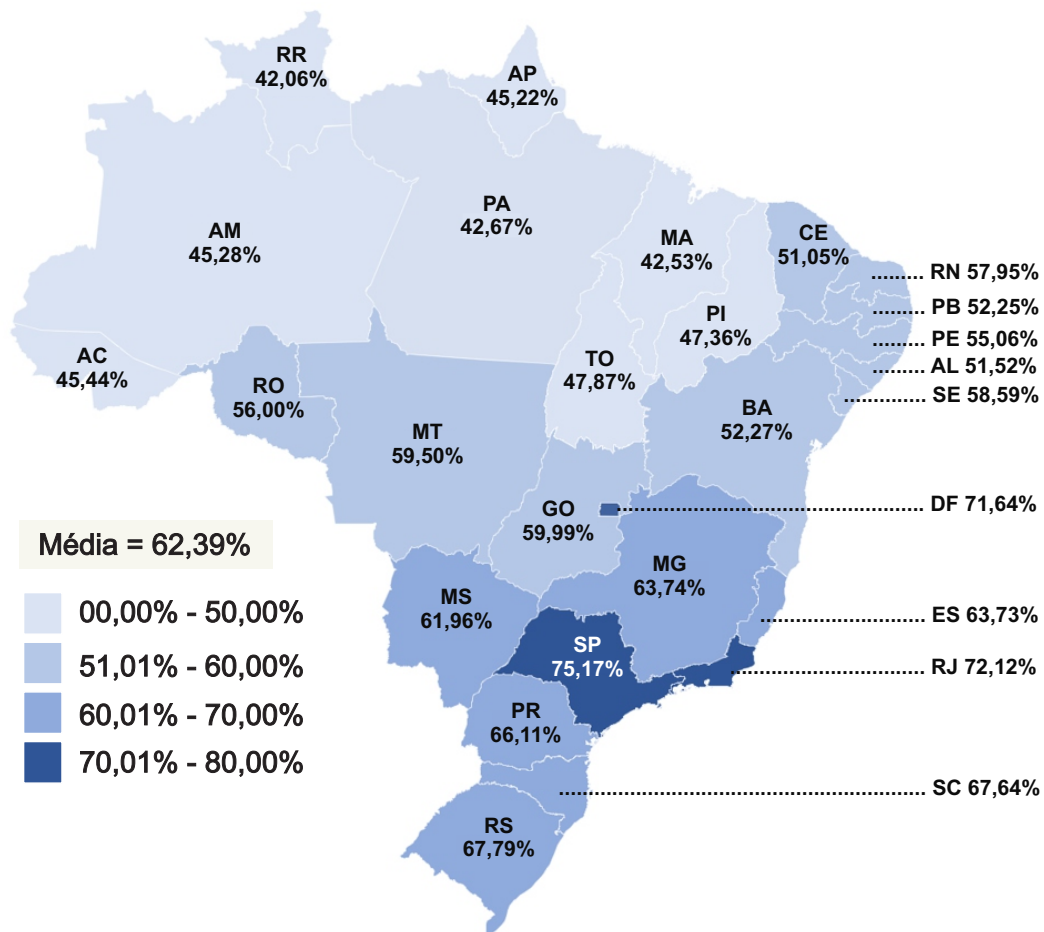 RR
42,06%
AP
45,22%
PA
42,67%
AM
45,28%
MA
42,53%
CE
51,05%
RN 57,95%
PB 52,25%
PI
47,36%
PE 55,06%
AC
45,44%
TO
47,87%
AL 51,52%
RO
56,00%
SE 58,59%
BA
52,27%
MT
59,50%
DF 71,64%
GO
59,99%
Média = 62,39%
MG
63,74%
MS
61,96%
00,00% - 50,00%
ES 63,73%
51,01% - 60,00%
SP
75,17%
RJ 72,12%
60,01% - 70,00%
PR
66,11%
70,01% - 80,00%
SC 67,64%
RS
67,79%